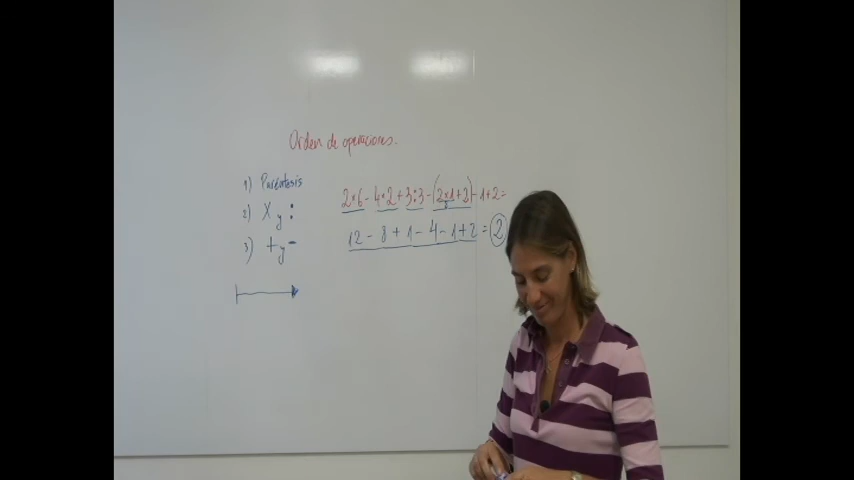 Orden de operaciones.
1) Paréntesis
2) x y :
3) + y -
2×6-4×2+3:3-(2×1+2)-1+2=
12-8+1-4-1+2=2